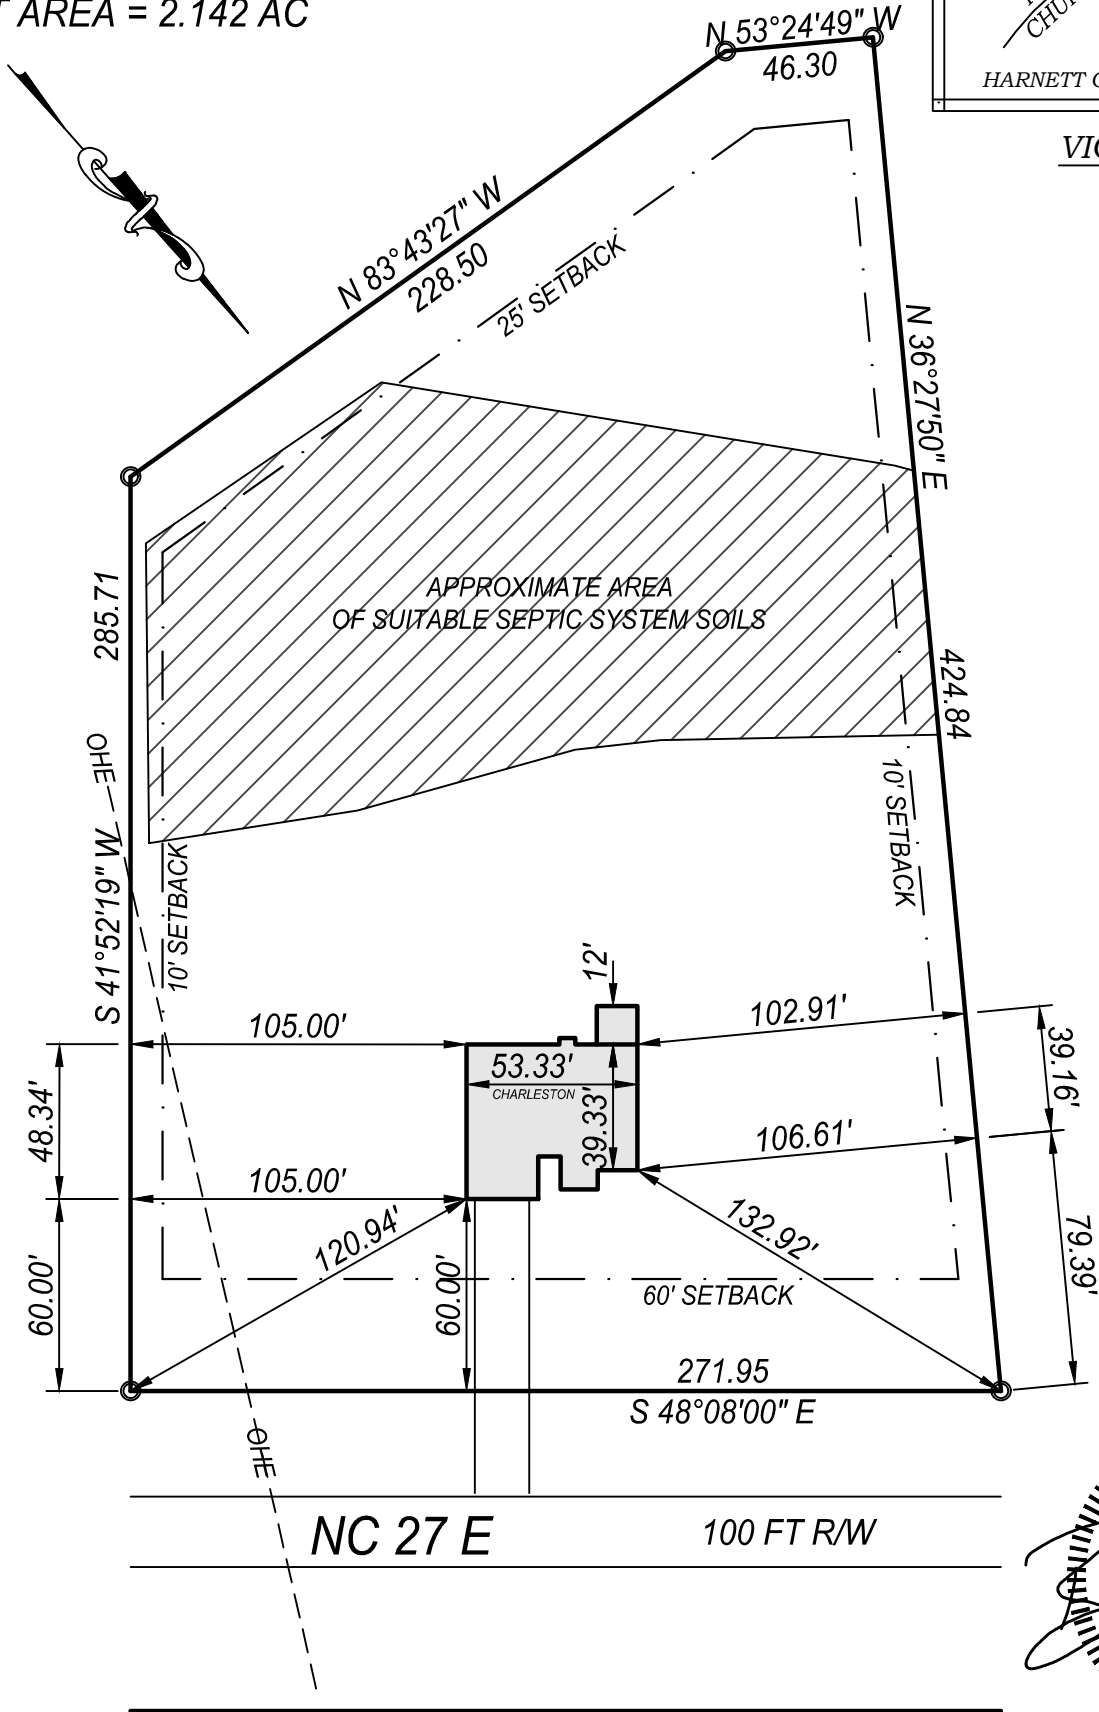 AREA = 2.142 AC
HARNETT
N 53°24'49" W
46.30
N 83°43'27" W
228.50
25' SETBACK
N 36°27'50" E
424.84
285.71
S 41°52'19" W
APPROXIMATE AREA
OF SUITABLE SEPTIC SYSTEM SOILS
OHE
10' SETBACK
10' SETBACK
12'
105.00'
102.91'
39.16'
53.33'
CHARLESTON
39.33'
48.34'
106.61'
105.00'
120.94'
132.92'
79.39'
60.00'
60.00'
60' SETBACK
271.95
S 48°08'00" E
OHE
NC 27 E
100 FT R/W